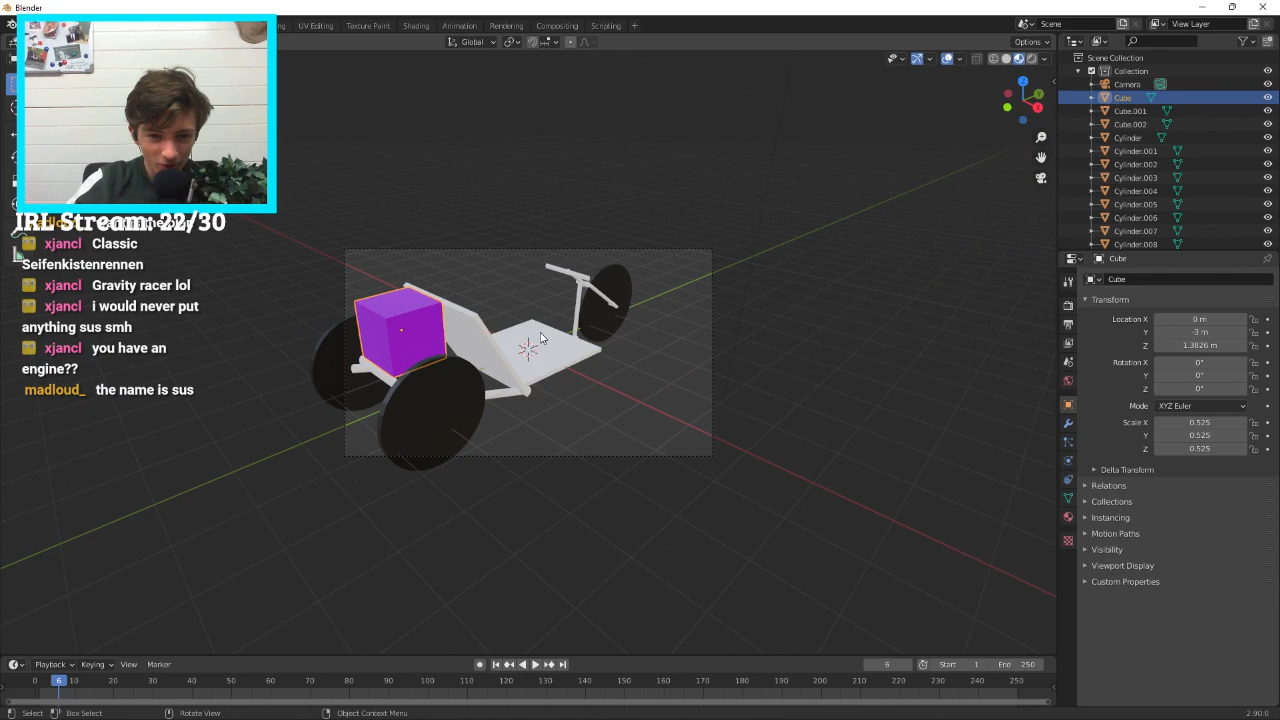 Blender
UV Editing Texture Paint Shading Animation Rendering Compositing Scripting +
Scene View Layer
Global Options
Scene Collection
Collection
Camera
Cube
Cube.001
Cube.002
Cylinder
Cylinder.001
Cylinder.002
Cylinder.003
Cylinder.004
Cylinder.005
Cylinder.006
Cylinder.007
Cylinder.008
IRL Stream: 22/30
xjancl Classic
Seifenkistenrennen
xjancl Gravity racer lol
xjancl i would never put
anything sus smh
xjancl you have an
engine??
madloud_ the name is sus
Z
Y
X
Cube
Cube
Transform
Location X 0 m
Y -3 m
Z 1.3826 m
Rotation X 0°
Y 0°
Z 0°
Mode XYZ Euler
Scale X 0.525
Y 0.525
Z 0.525
Delta Transform
Relations
Collections
Instancing
Motion Paths
Visibility
Viewport Display
Custom Properties
Playback Keying View Marker 6 Start 1 End 250
0 6 10 20 30 40 50 60 70 80 90 100 110 120 130 140 150 160 170 180 190 200 210 220 230 240 250
Select Box Select Rotate View Object Context Menu 2.90.0